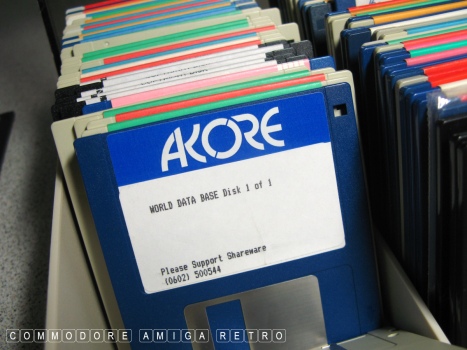 AKORE
WORLD DATA BASE Disk 1 of 1
Please Support Shareware
(0602) 500544
COMMODORE AMIGA RETRO